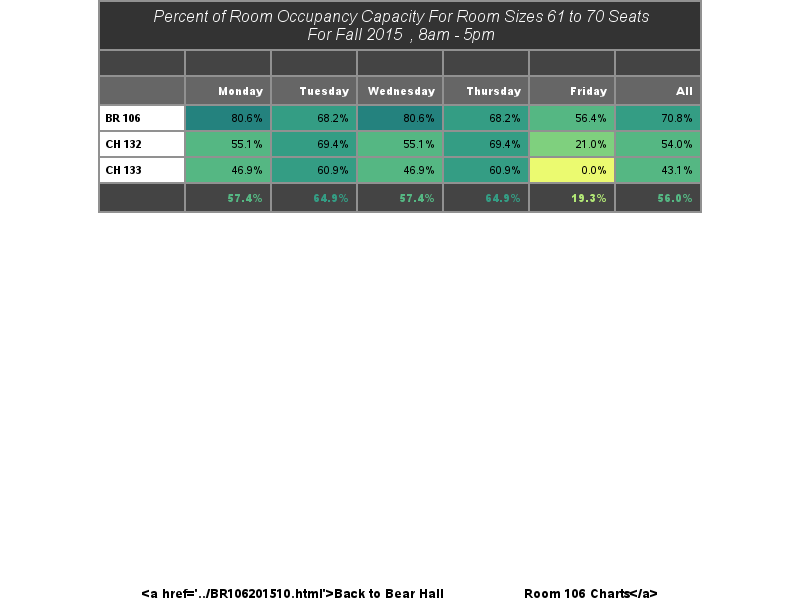 Percent of Room Occupancy Capacity For Room Sizes 61 to 70 Seats
For Fall 2015 , 8am - 5pm
Monday Tuesday Wednesday Thursday Friday All
BR 106 80.6% 68.2% 80.6% 68.2% 56.4% 70.8%
CH 132 55.1% 69.4% 55.1% 69.4% 21.0% 54.0%
CH 133 46.9% 60.9% 46.9% 60.9% 0.0% 43.1%
57.4% 64.9% 57.4% 64.9% 19.3% 56.0%
<a href='../BR106201510.html'>Back to Bear Hall Room 106 Charts</a>